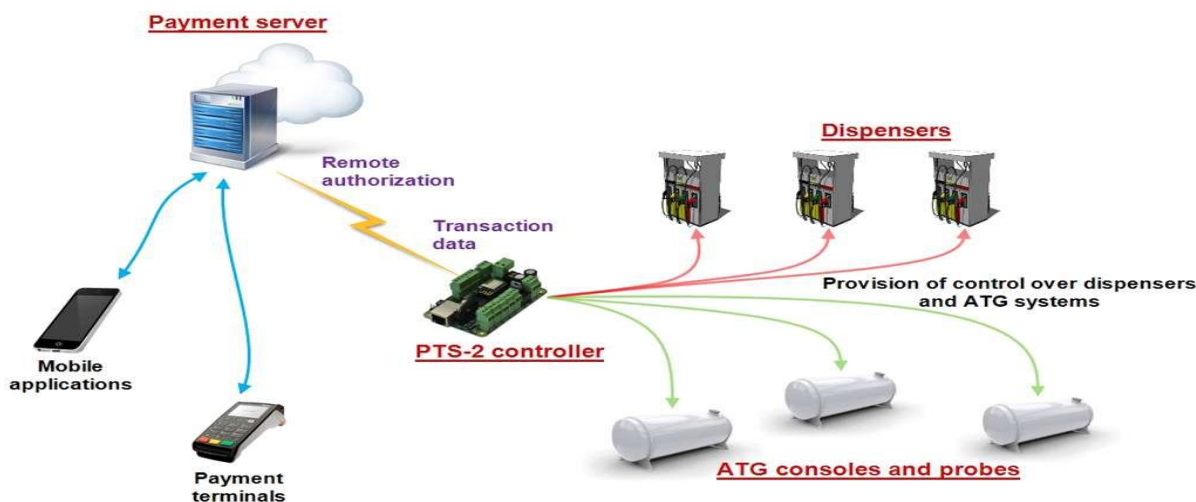 Payment server
Remote
authorization
Transaction
data
Dispensers
Provision of control over dispensers
and ATG systems
PTS-2 controller
Mobile
applications
Payment
terminals
ATG consoles and probes